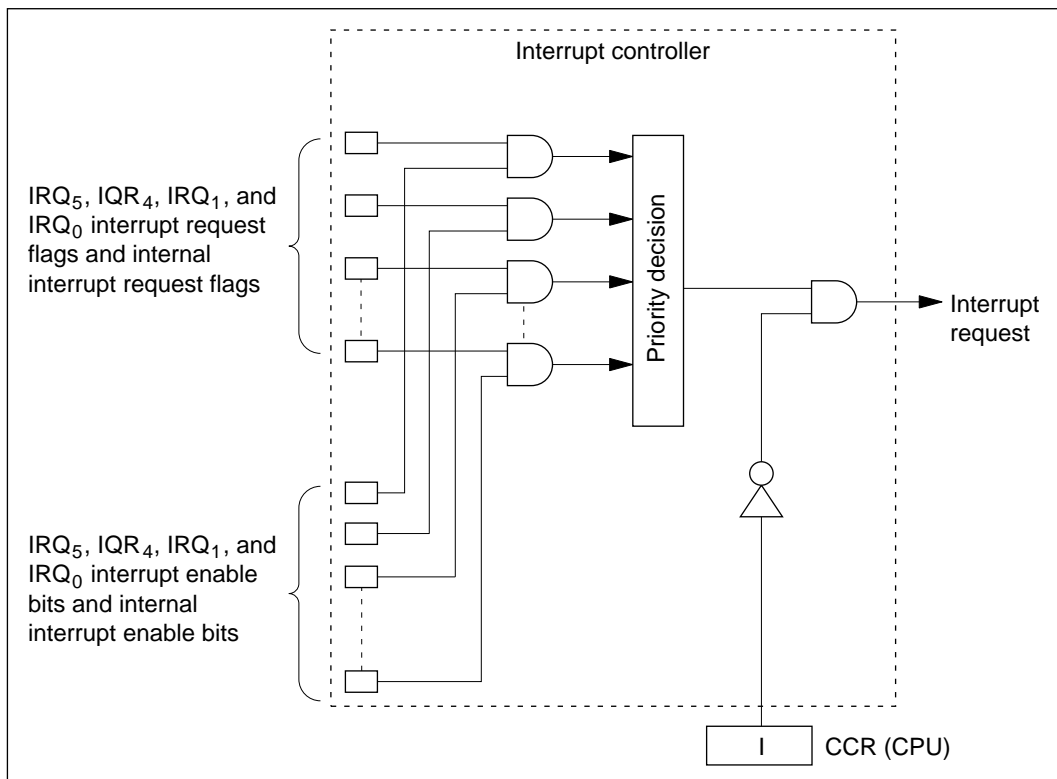 Interrupt controller
IRQ5, IQR4, IRQ1, and
IRQ0 interrupt request
flags and internal
interrupt request flags
Priority decision
Interrupt
request
IRQ5, IQR4, IRQ1, and
IRQ0 interrupt enable
bits and internal
interrupt enable bits
I
CCR (CPU)